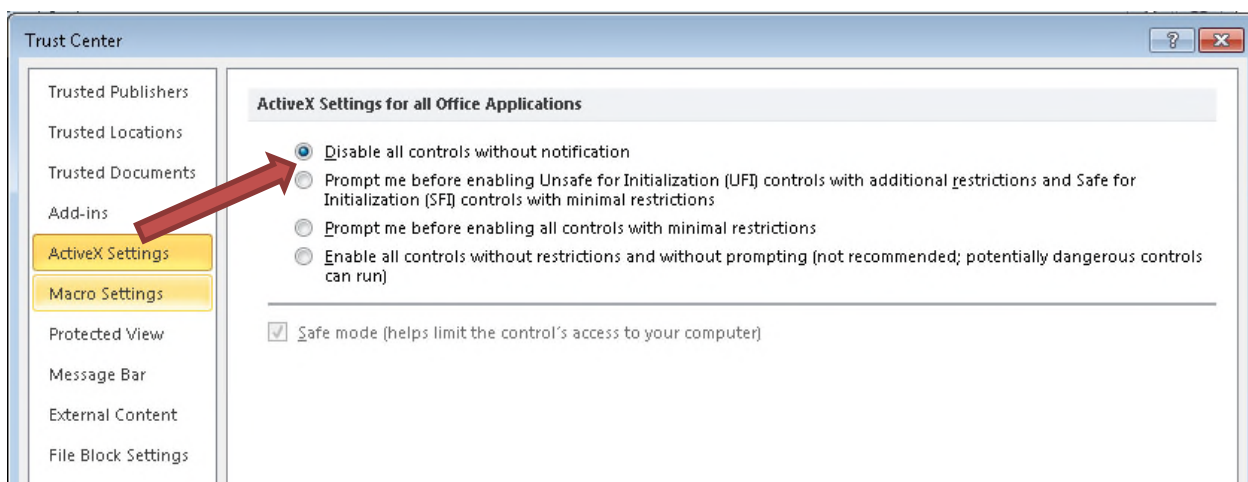 Trust Center
?
Trusted Publishers
Trusted Locations
Trusted Documents
Add-ins
ActiveX Settings
Macro Settings
Protected View
Message Bar
External Content
File Block Settings
ActiveX Settings for all Office Applications
Disable all controls without notification
Prompt me before enabling Unsafe for Initialization (UFI) controls with additional restrictions and Safe for
Initialization (SFI) controls with minimal restrictions
Prompt me before enabling all controls with minimal restrictions
Enable all controls without restrictions and without prompting (not recommended; potentially dangerous controls
can run)
Safe mode (helps limit the control's access to your computer)